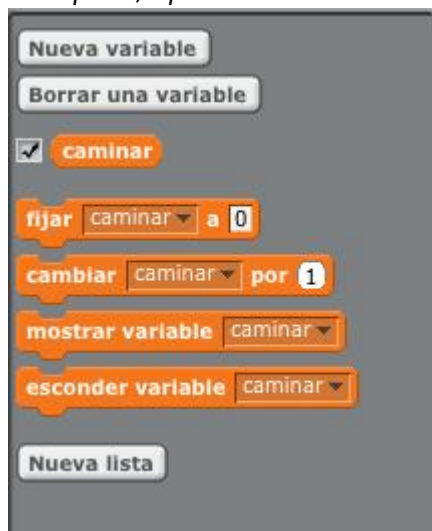 Nueva variable
Borrar una variable
caminar
fijar caminar a 0
cambiar caminar por 1
mostrar variable caminar
esconder variable caminar
Nueva lista